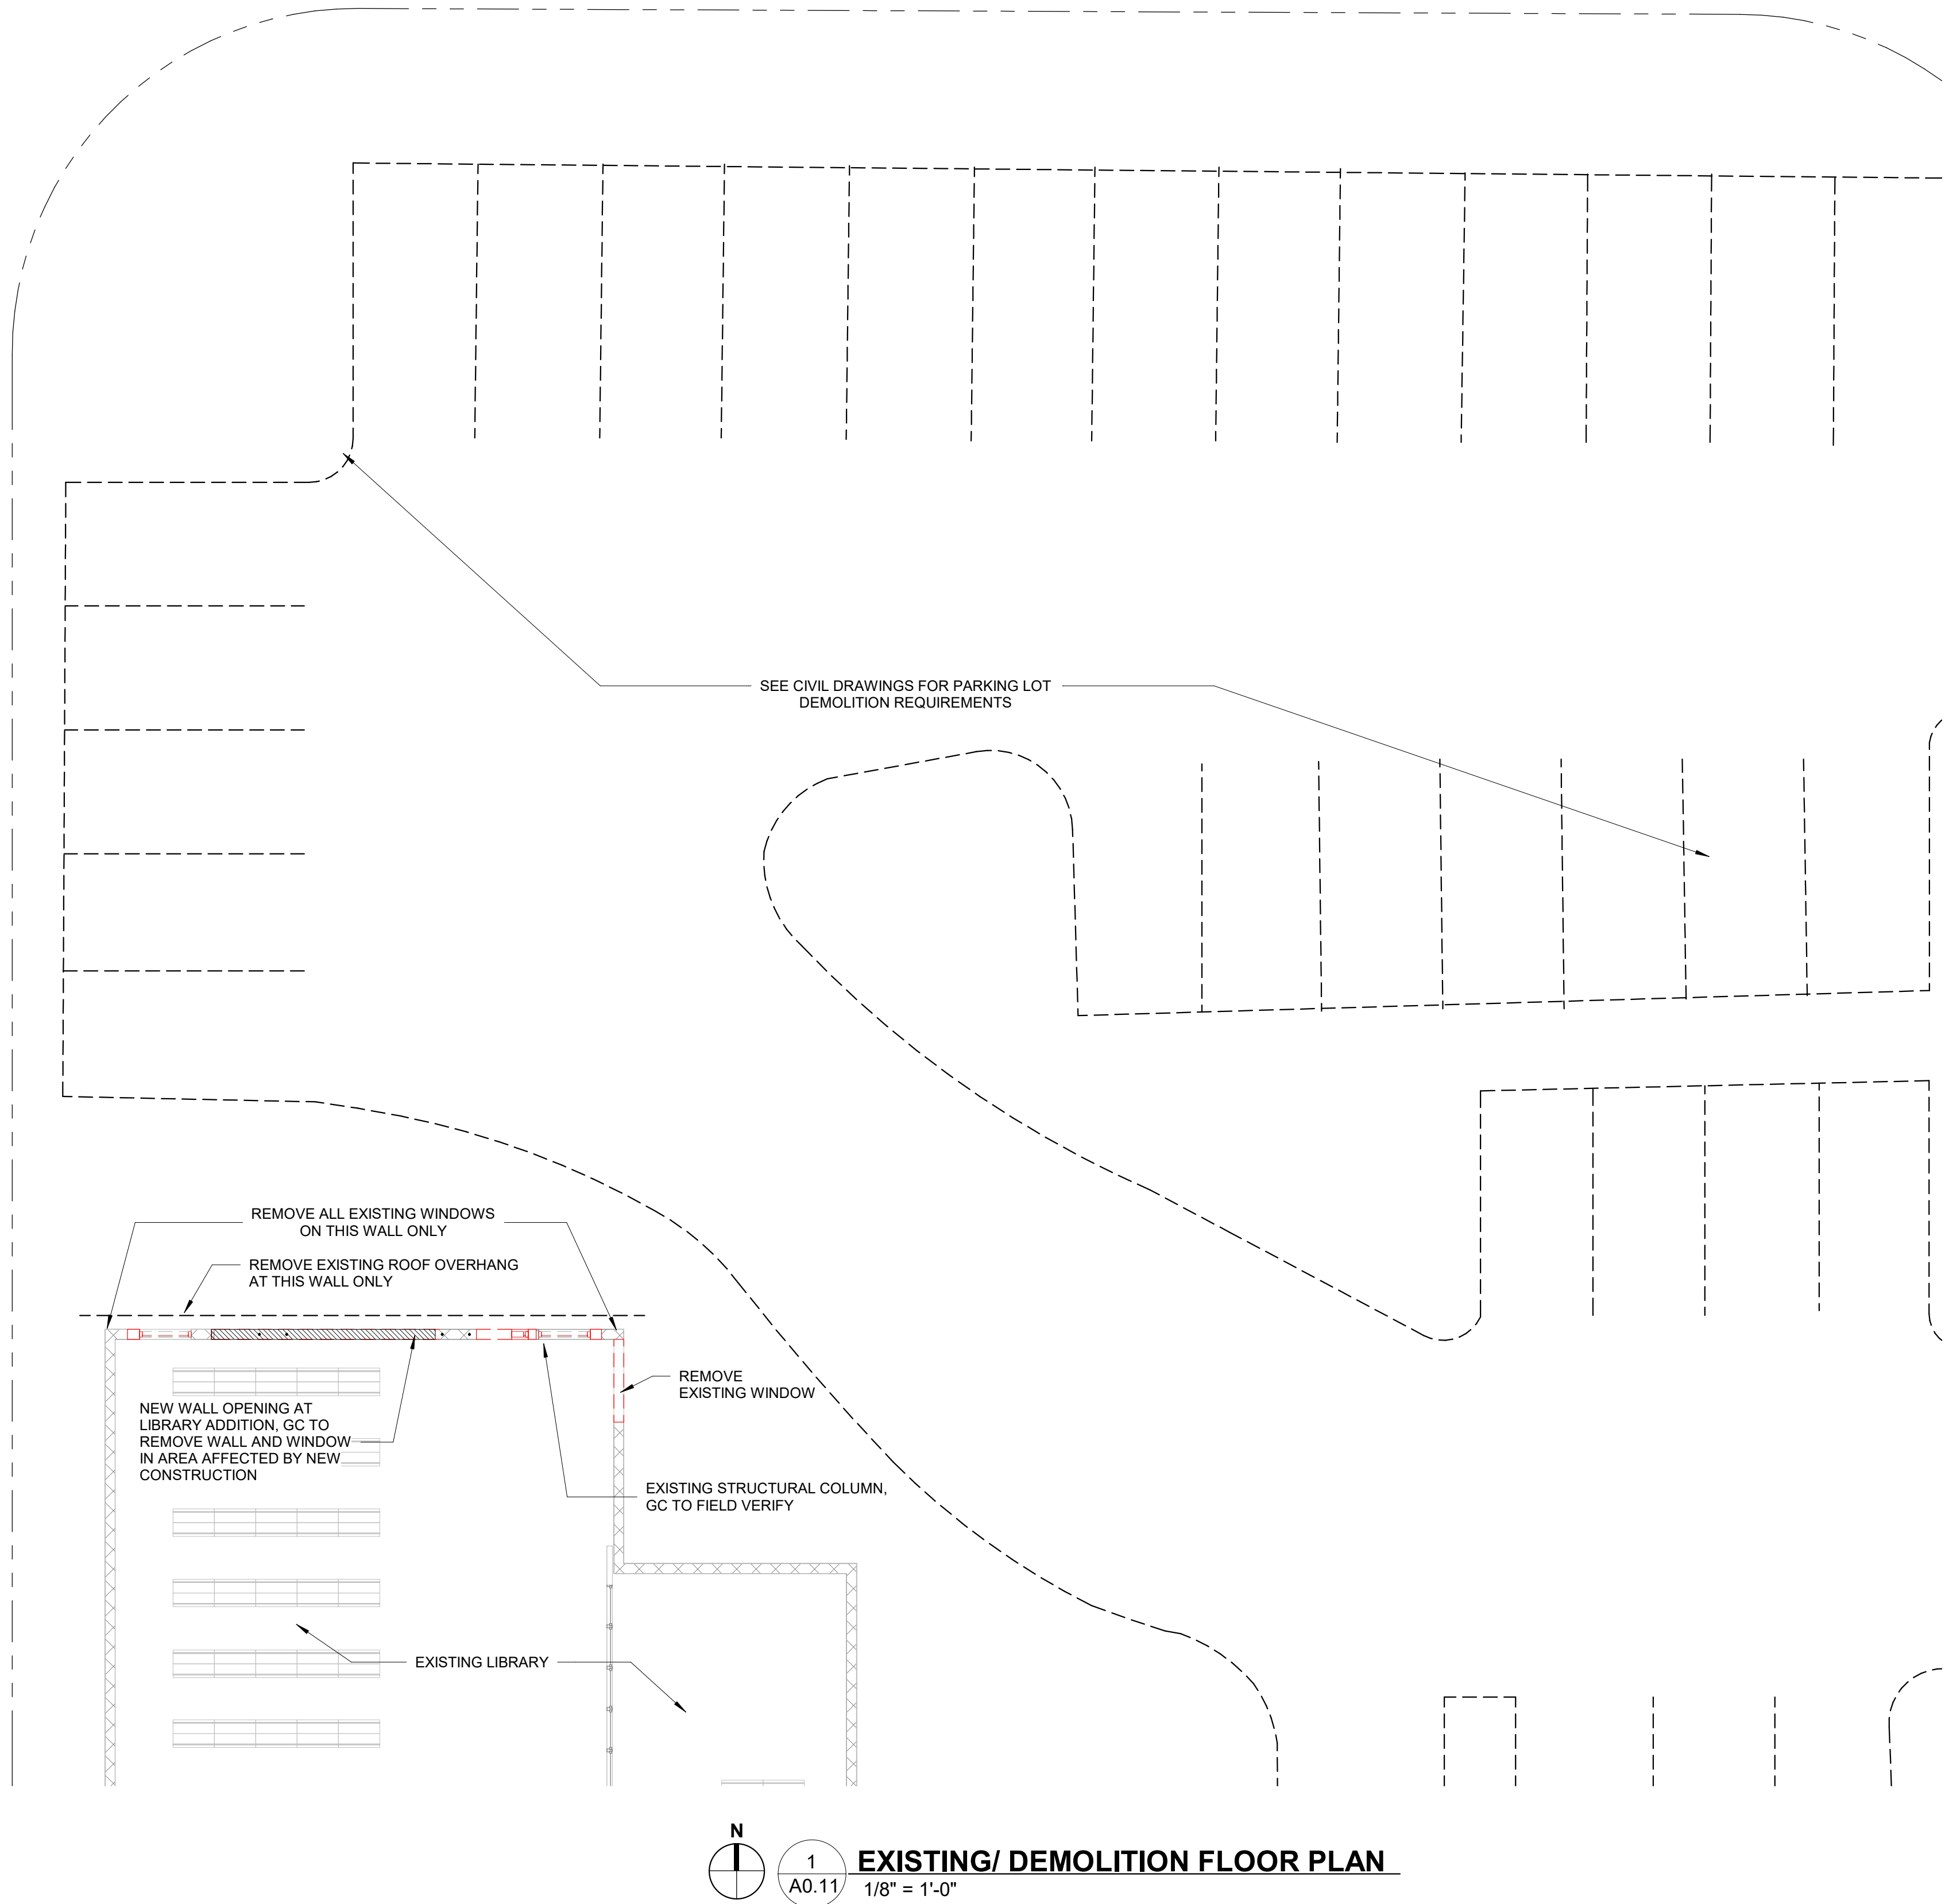 SEE CIVIL DRAWINGS FOR PARKING LOT
DEMOLITION REQUIREMENTS
REMOVE ALL EXISTING WINDOWS
ON THIS WALL ONLY
REMOVE EXISTING ROOF OVERHANG
AT THIS WALL ONLY
REMOVE
EXISTING WINDOW
NEW WALL OPENING AT
LIBRARY ADDITION, GC TO
REMOVE WALL AND WINDOW
IN AREA AFFECTED BY NEW
CONSTRUCTION
EXISTING STRUCTURAL COLUMN,
GC TO FIELD VERIFY
EXISTING LIBRARY
N
1
A0.11
EXISTING/ DEMOLITION FLOOR PLAN
1/8" = 1'-0"